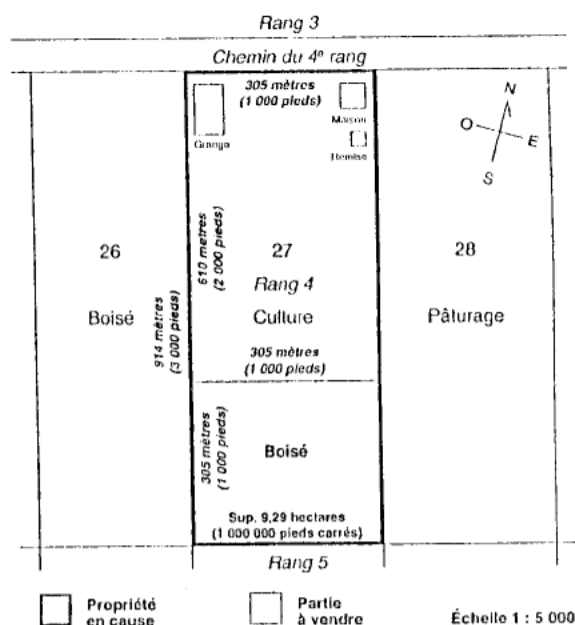 Rang 3
Chemin du 4e rang
305 mètres
(1 000 pieds)
Maison
Grange
Remise
N
O
E
S
610 mètres
(2 000 pieds)
26
27
28
Rang 4
Boisé
Culture
Pâturage
914 mètres
(3 000 pieds)
305 mètres
(1 000 pieds)
305 mètres
(1 000 pieds)
Boisé
Sup. 9,29 hectares
(1 000 000 pieds carrés)
Rang 5
Propriété
en cause
Partie
à vendre
Échelle 1 : 5 000